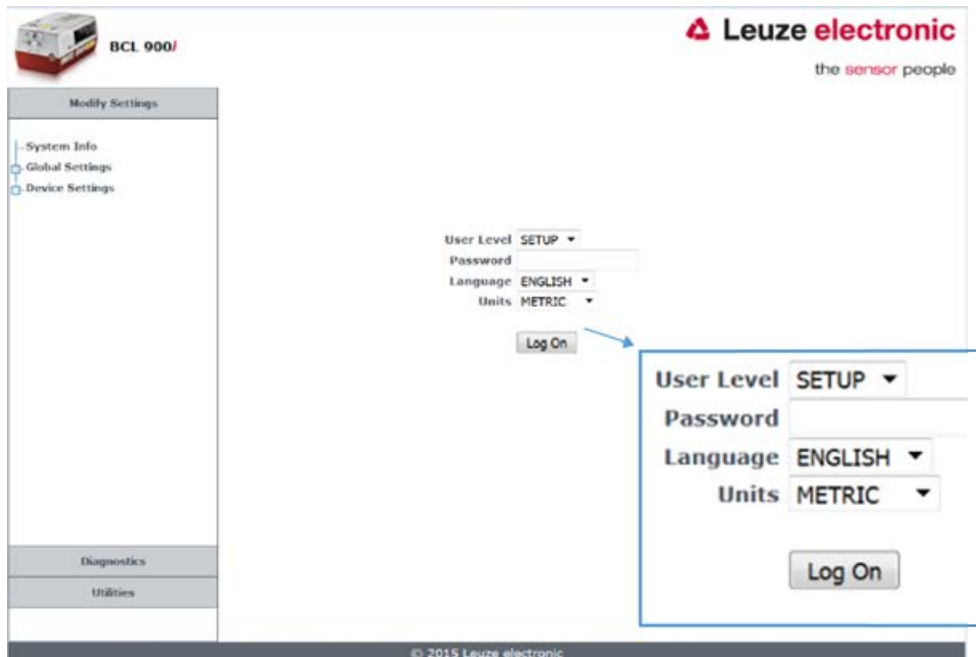 BCL 900i
Leuze electronic
the sensor people
Modify Settings
System Info
Global Settings
Device Settings
User Level SETUP
Password
Language ENGLISH
Units METRIC
Log On
User Level SETUP
Password
Language ENGLISH
Units METRIC
Log On
Diagnostics
Utilities
© 2015 Leuze electronic